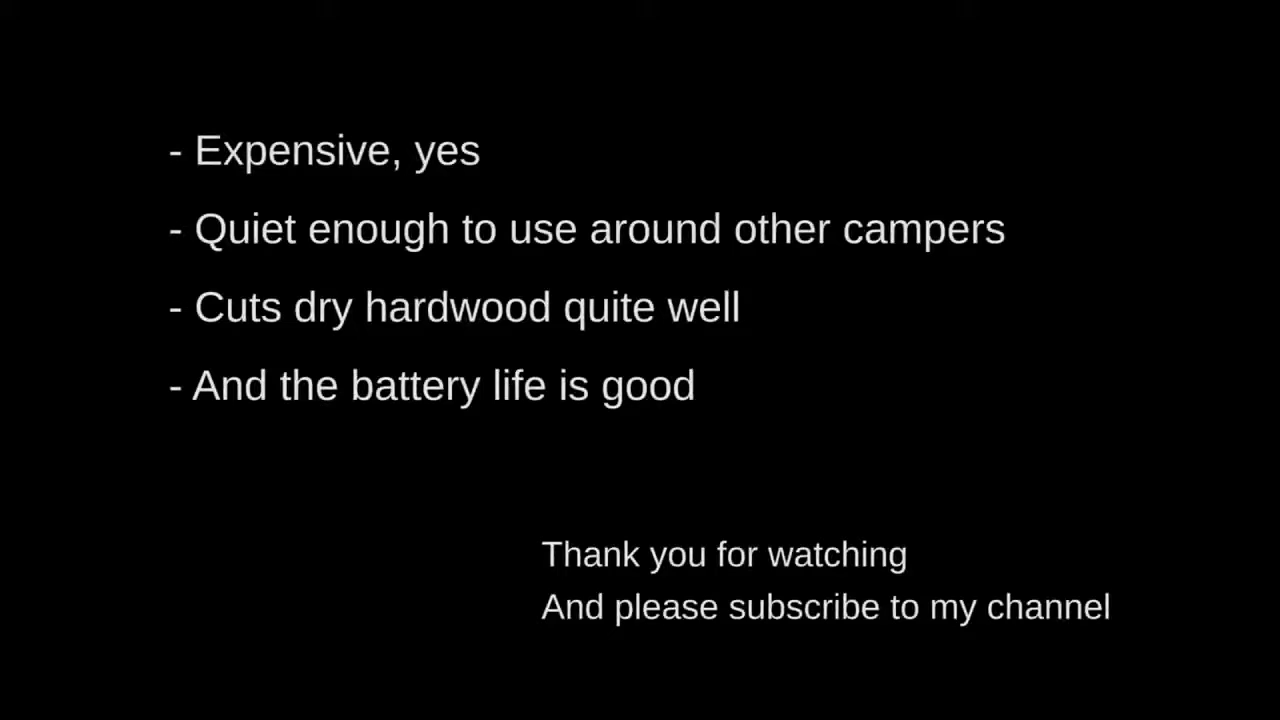 - Expensive, yes
- Quiet enough to use around other campers
- Cuts dry hardwood quite well
- And the battery life is good
Thank you for watching
And please subscribe to my channel